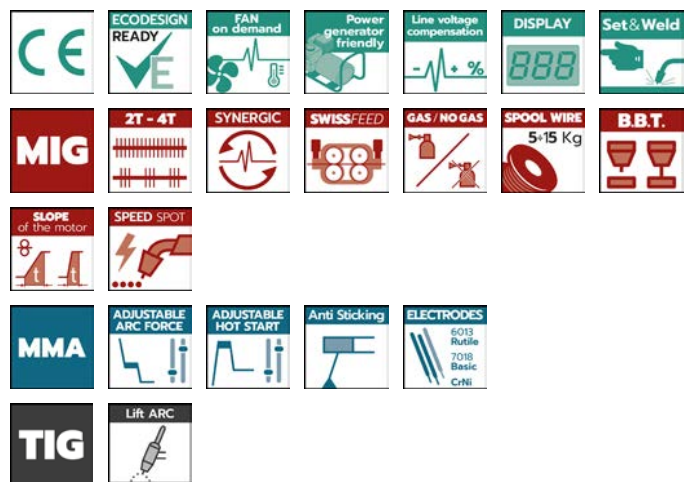 CE
ECODESIGN
READY
E
FAN
on demand
Power
generator
friendly
Line voltage
compensation
- + %
DISPLAY
888
Set&Weld
MIG
2T - 4T
SYNERGIC
SWISSFEED
GAS / NO GAS
SPOOL WIRE
5÷15 Kg
B.B.T.
SLOPE
of the motor
t t
SPEED SPOT
MMA
ADJUSTABLE
ARC FORCE
ADJUSTABLE
HOT START
Anti Sticking
ELECTRODES
6013
Rutile
7018
Basic
CrNi
TIG
Lift ARC